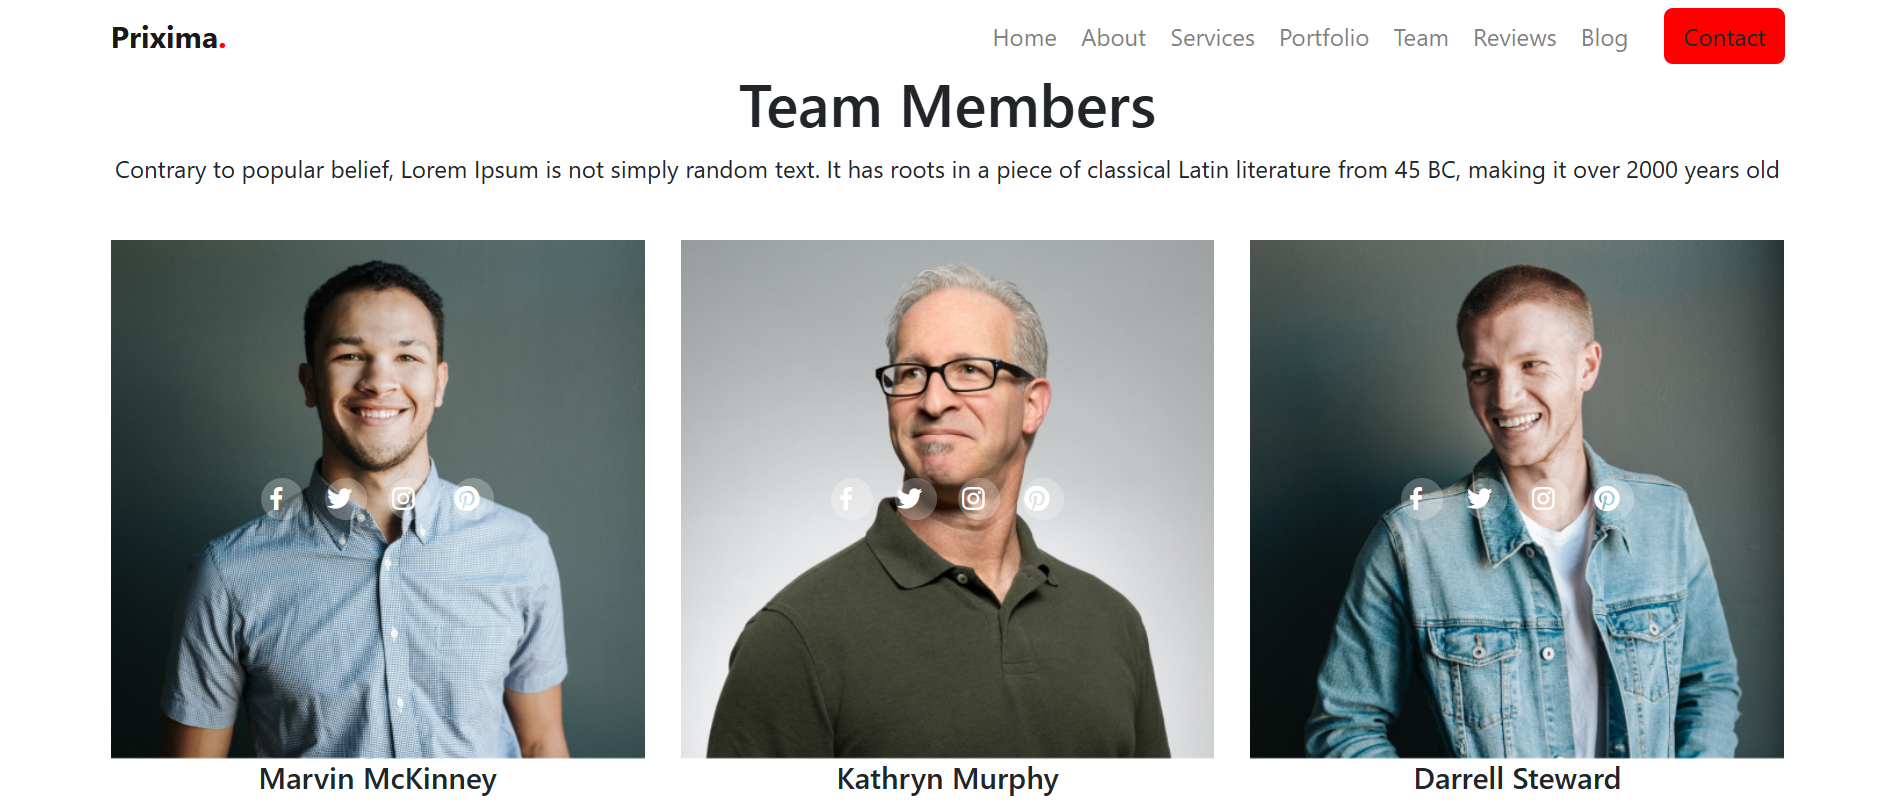 Prixima.
Home About Services Portfolio Team Reviews Blog Contact
Team Members
Contrary to popular belief, Lorem Ipsum is not simply random text. It has roots in a piece of classical Latin literature from 45 BC, making it over 2000 years old
Marvin McKinney
Kathryn Murphy
Darrell Steward